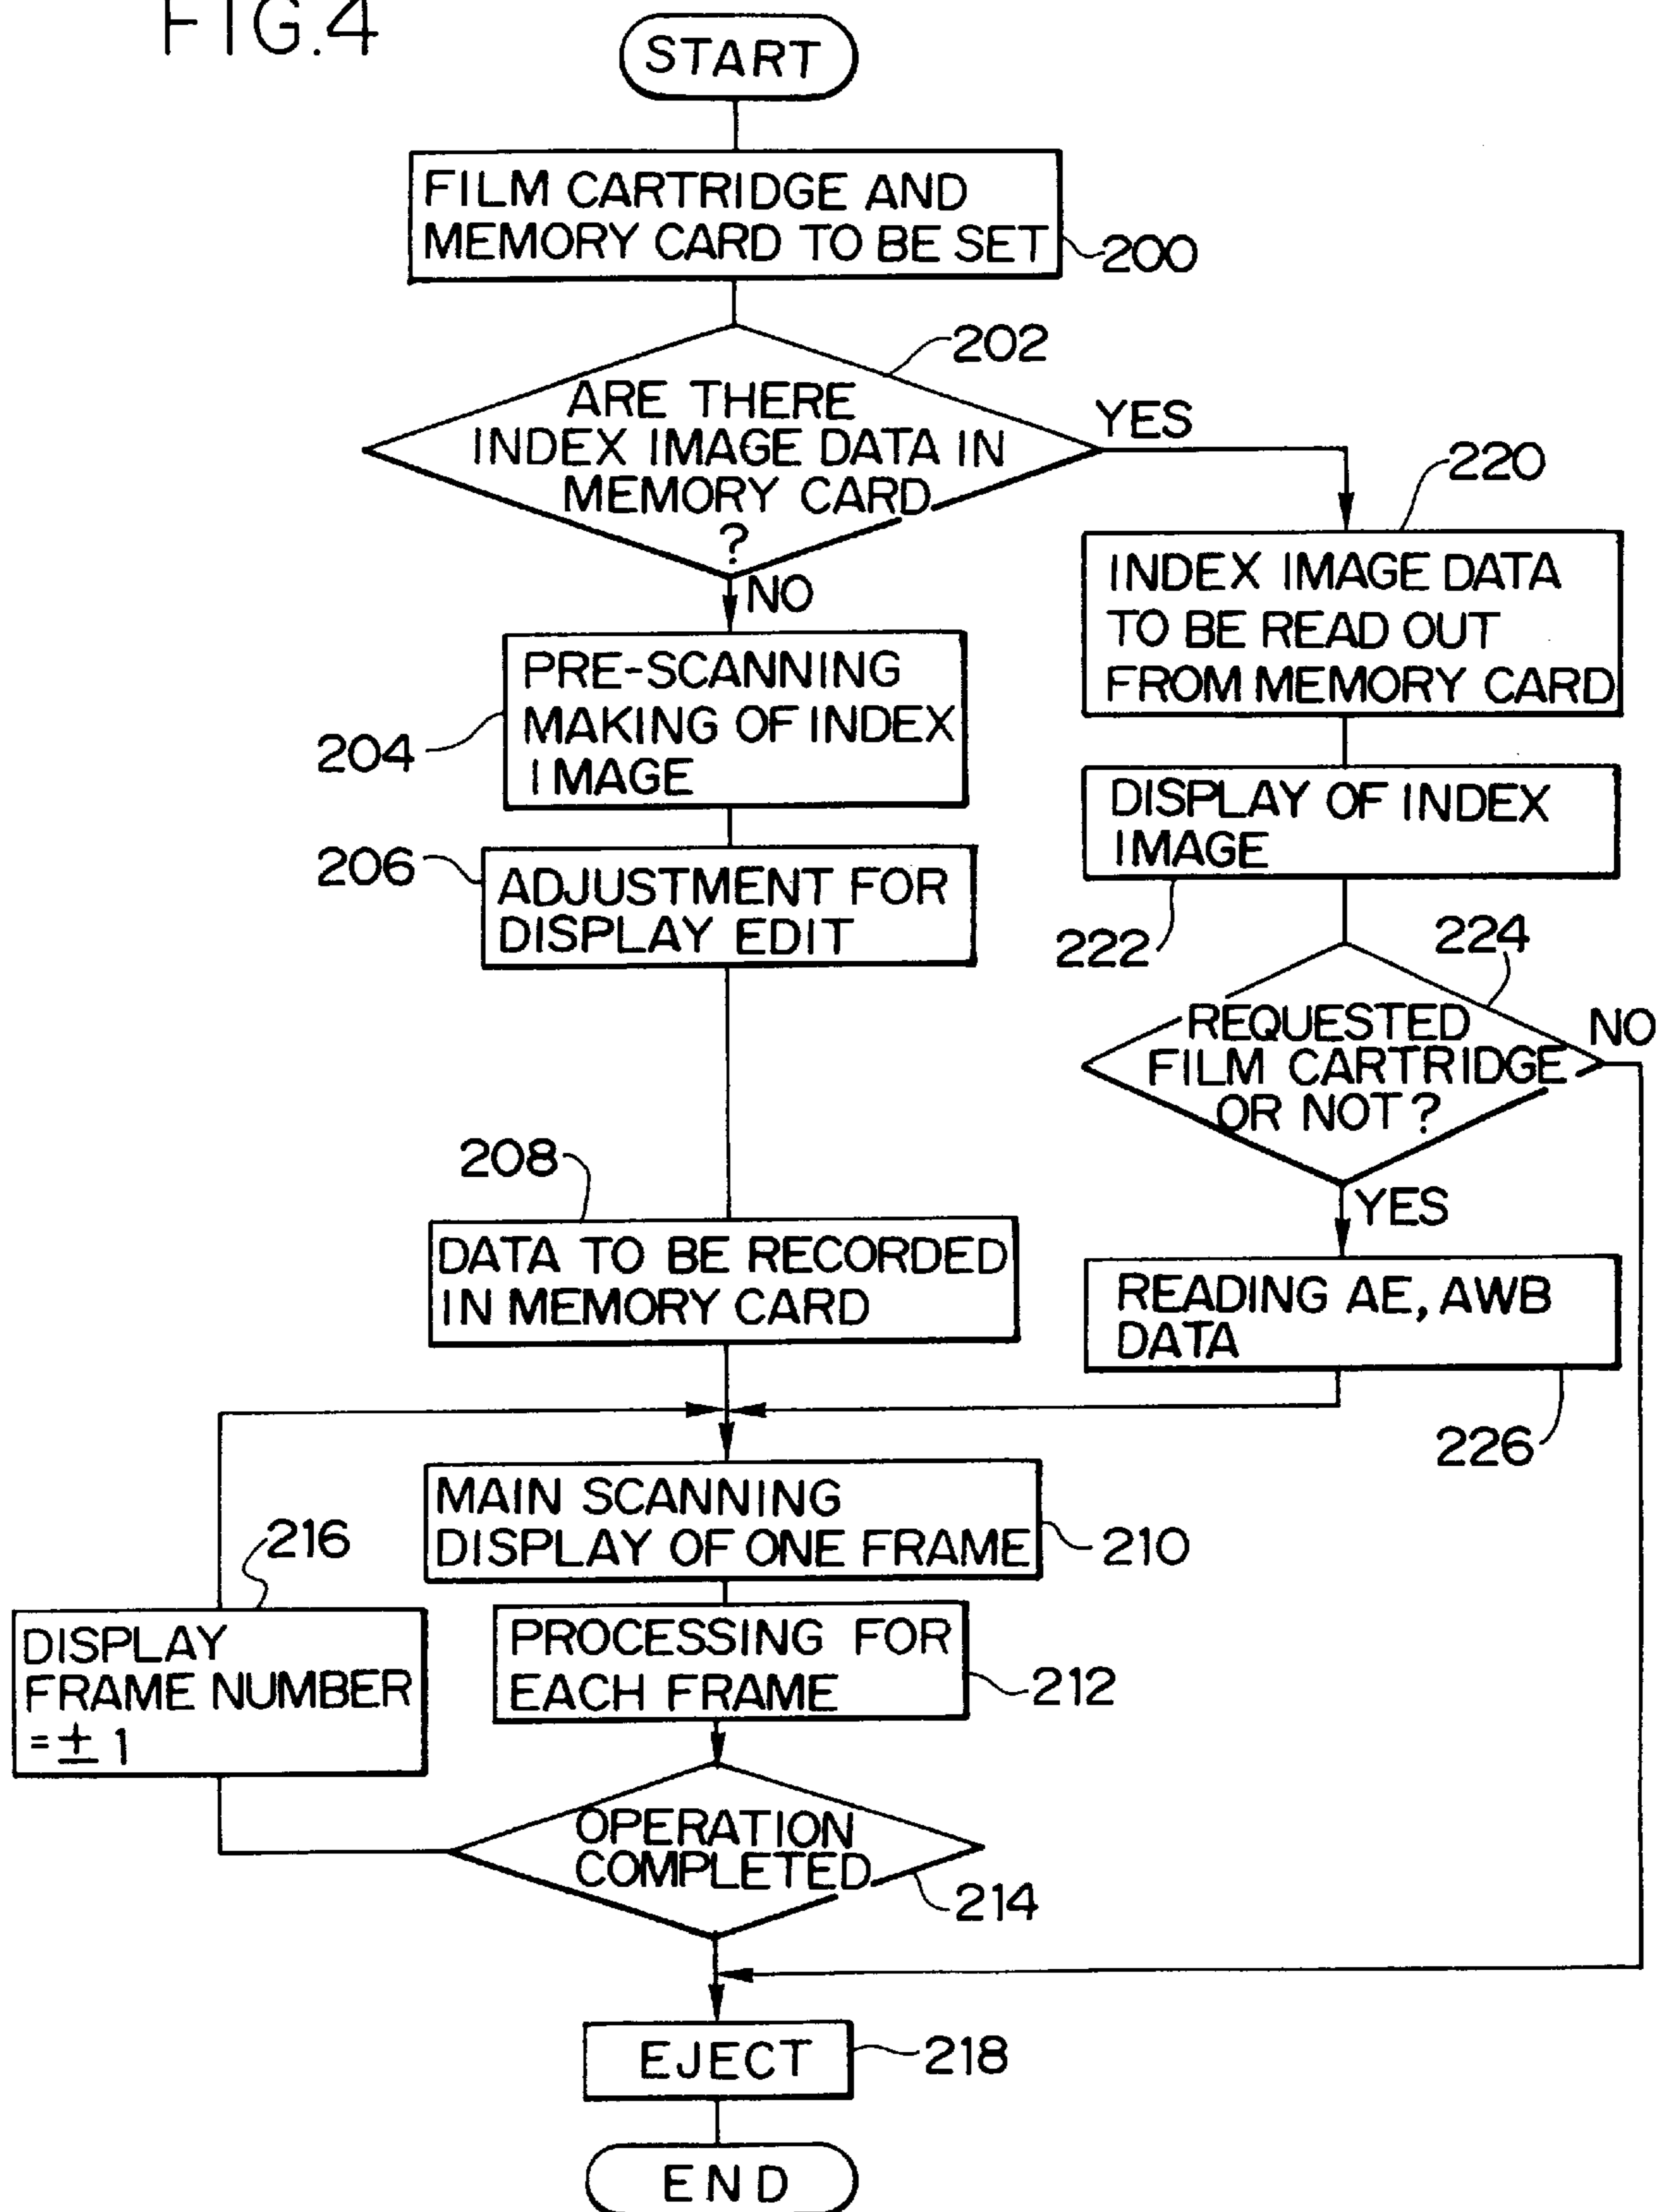 FIG.4
START
FILM CARTRIDGE AND
MEMORY CARD TO BE SET
200
202
ARE THERE
INDEX IMAGE DATA IN
MEMORY CARD
?
YES
NO
220
INDEX IMAGE DATA
TO BE READ OUT
FROM MEMORY CARD
PRE-SCANNING
MAKING OF INDEX
IMAGE
204
DISPLAY OF INDEX
IMAGE
222
206
ADJUSTMENT FOR
DISPLAY EDIT
224
REQUESTED
FILM CARTRIDGE
OR NOT?
NO
YES
208
DATA TO BE RECORDED
IN MEMORY CARD
READING AE, AWB
DATA
226
MAIN SCANNING
DISPLAY OF ONE FRAME
210
216
DISPLAY
FRAME NUMBER
=± 1
PROCESSING FOR
EACH FRAME
212
OPERATION
COMPLETED
214
EJECT
218
END